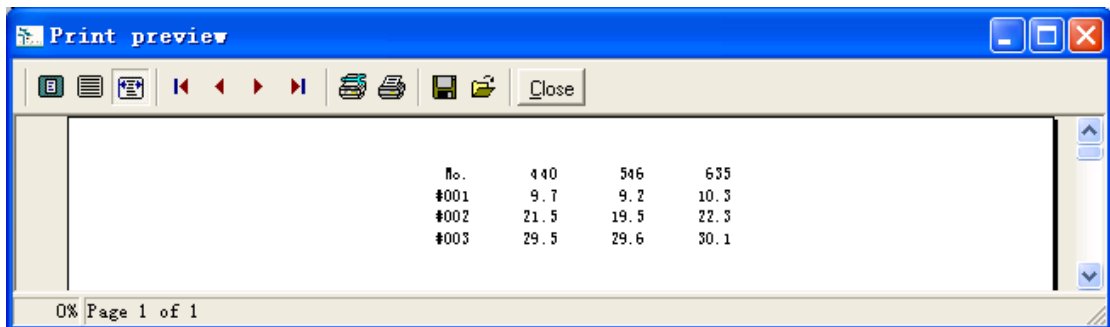 Print preview
Close
No. 440 546 635
#001 9.7 9.2 10.3
#002 21.5 19.5 22.3
#003 29.5 29.6 30.1
0% Page 1 of 1